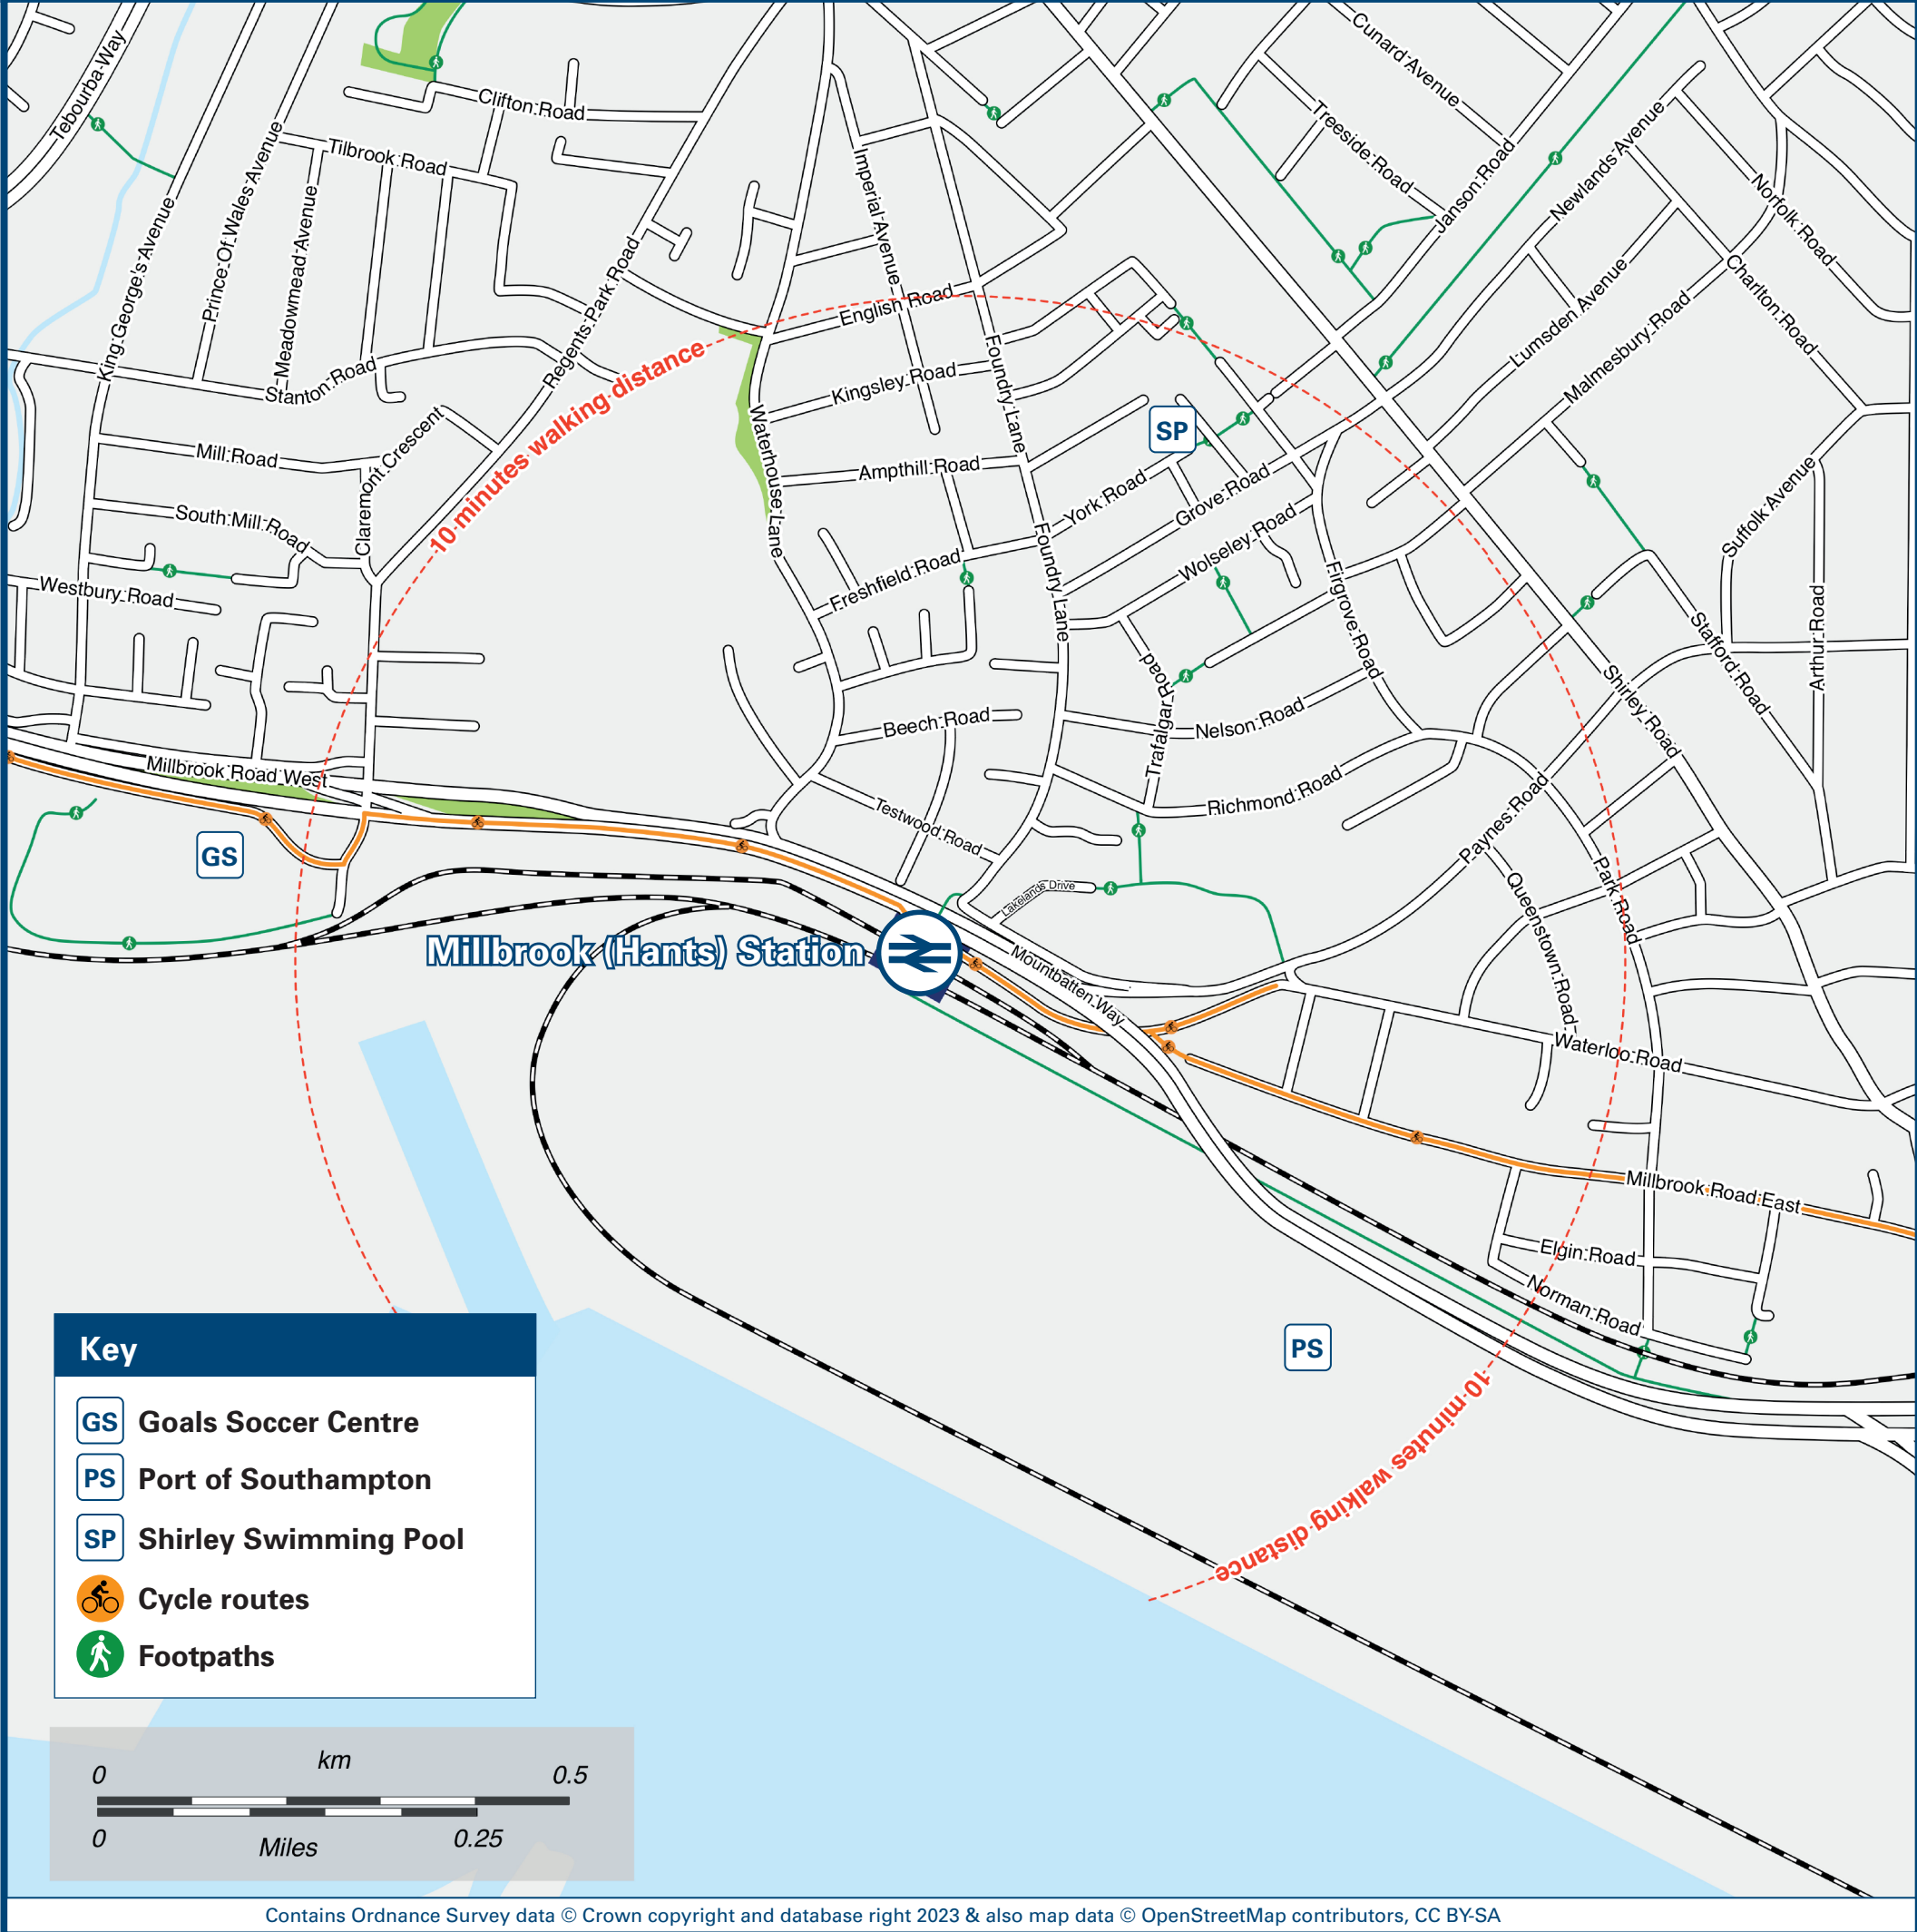 Tebourba Way
Clifton Road
Cunard Avenue
Treeside Road
Janson Road
Newlands Avenue
Norfolk Road
Tilbrook Road
Imperial Avenue
King George's Avenue
Prince Of Wales Avenue
S Meadowmead Avenue
Regents Park Road
English Road
Lumsden Avenue
Malmesbury Road
Charlton Road
Stanton Road
10 minutes walking distance
Kingsley Road
Foundry Lane
Waterhouse Lane
Mill Road
Claremont Crescent
SP
Ampthill Road
York Road
Grove Road
Suffolk Avenue
South Mill Road
Wolseley Road
Westbury Road
Freshfield Road
Foundry Lane
Firgrove Road
Stafford Road
Arthur Road
Trafalgar Road
Shirley Road
Beech Road
Nelson Road
Millbrook Road West
Testwood Road
Richmond Road
Paynes Road
GS
Lakelands Drive
Queenstown Road
Park Road
Millbrook (Hants) Station
Mountbatten Way
Waterloo Road
Millbrook Road East
Elgin Road
Norman Road
PS
10 minutes walking distance
Key
GS Goals Soccer Centre
PS Port of Southampton
SP Shirley Swimming Pool
Cycle routes
Footpaths
km
0 0.5
0 Miles 0.25
Contains Ordnance Survey data © Crown copyright and database right 2023 & also map data © OpenStreetMap contributors, CC BY-SA